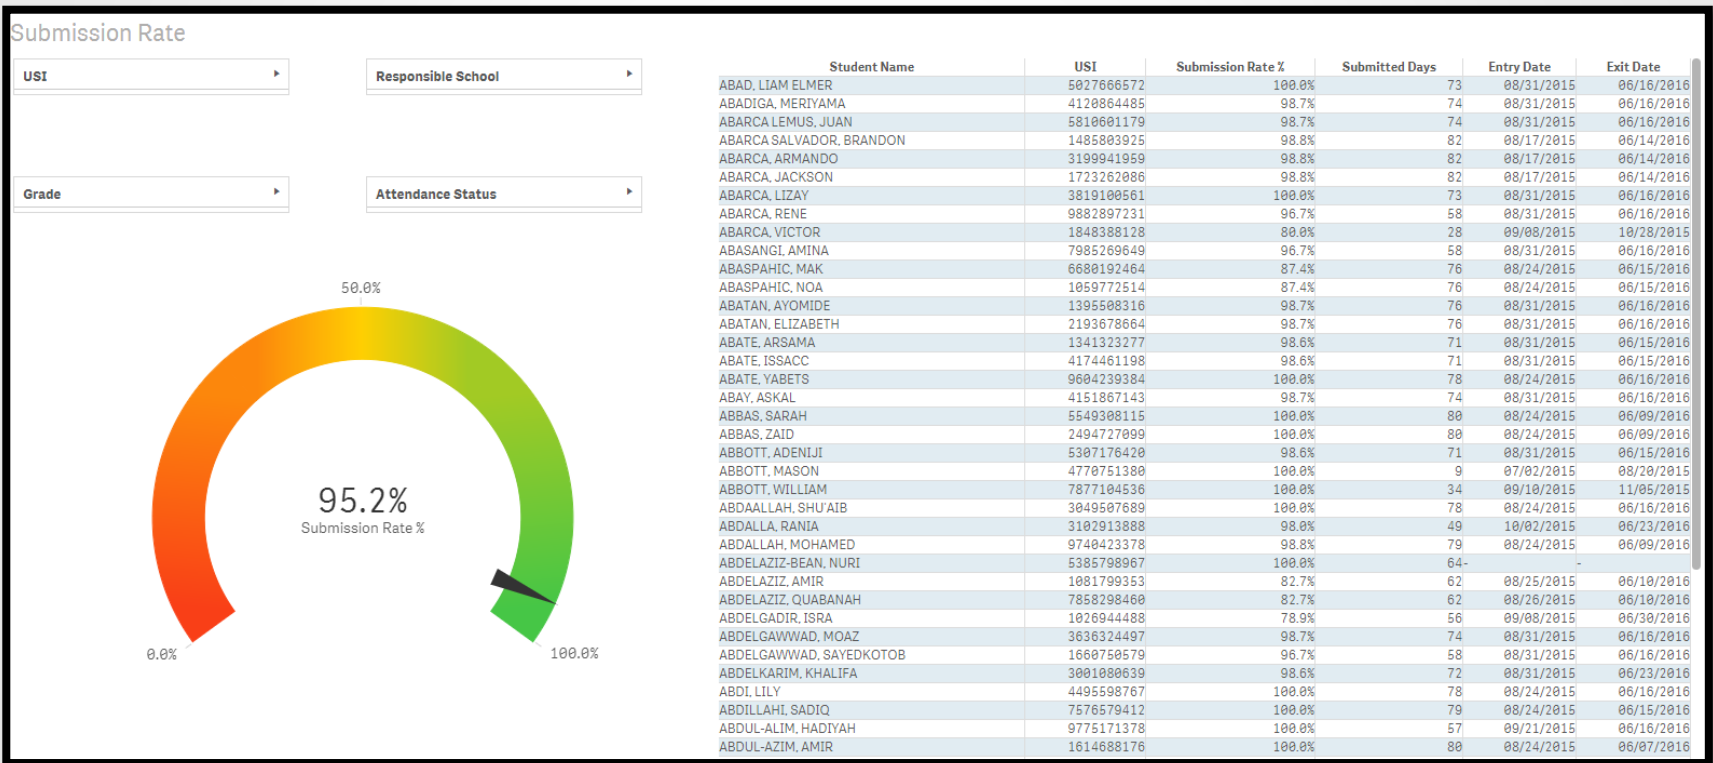 Submission Rate
USI
Responsible School
Grade
Attendance Status
50.0%
95.2%
Submission Rate %
0.0%
100.0%
Student Name USI Submission Rate % Submitted Days Entry Date Exit Date
ABAD, LIAM ELMER 5027666572 100.0% 73 08/31/2015 06/16/2016
ABADIGA, MERIYAMA 4120864485 98.7% 74 08/31/2015 06/16/2016
ABARCA LEMUS, JUAN 5810601179 98.7% 74 08/31/2015 06/16/2016
ABARCA SALVADOR, BRANDON 1485803925 98.8% 82 08/17/2015 06/14/2016
ABARCA, ARMANDO 3199941959 98.8% 82 08/17/2015 06/14/2016
ABARCA, JACKSON 1723262086 98.8% 82 08/17/2015 06/14/2016
ABARCA, LIZAY 3819100561 100.0% 73 08/31/2015 06/16/2016
ABARCA, RENE 9882897231 96.7% 58 08/31/2015 06/16/2016
ABARCA, VICTOR 1848388128 80.0% 28 09/08/2015 10/28/2015
ABASANGI, AMINA 7985269649 96.7% 58 08/31/2015 06/16/2016
ABASPAHIC, MAK 6680192464 87.4% 76 08/24/2015 06/15/2016
ABASPAHIC, NOA 1059772514 87.4% 76 08/24/2015 06/15/2016
ABATAN, AYOMIDE 1395508316 98.7% 76 08/31/2015 06/16/2016
ABATAN, ELIZABETH 2193678664 98.7% 76 08/31/2015 06/16/2016
ABATE, ARSAMA 1341323277 98.6% 71 08/31/2015 06/15/2016
ABATE, ISSACC 4174461198 98.6% 71 08/31/2015 06/15/2016
ABATE, YABETS 9604239384 100.0% 78 08/24/2015 06/16/2016
ABAY, ASKAL 4151867143 98.7% 74 08/31/2015 06/16/2016
ABBAS, SARAH 5549308115 100.0% 80 08/24/2015 06/09/2016
ABBAS, ZAID 2494727099 100.0% 80 08/24/2015 06/09/2016
ABBOTT, ADENIJI 5307176420 98.6% 71 08/31/2015 06/15/2016
ABBOTT, MASON 4770751380 100.0% 9 07/02/2015 08/20/2015
ABBOTT, WILLIAM 7877104536 100.0% 34 09/10/2015 11/05/2015
ABDAALLAH, SHU'AIB 3049507689 100.0% 78 08/24/2015 06/16/2016
ABDALLA, RANIA 3102913888 98.0% 49 10/02/2015 06/23/2016
ABDALLAH, MOHAMED 9740423378 98.8% 79 08/24/2015 06/09/2016
ABDELAZIZ-BEAN, NURI 5385798967 100.0% 64 - -
ABDELAZIZ, AMIR 1081799353 82.7% 62 08/25/2015 06/10/2016
ABDELAZIZ, QUABANAH 7858298460 82.7% 62 08/26/2015 06/10/2016
ABDELGADIR, ISRA 1026944488 78.9% 56 09/08/2015 06/30/2016
ABDELGAWWAD, MOAZ 3636324497 98.7% 74 08/31/2015 06/16/2016
ABDELGAWWAD, SAYEDKOTOB 1660750579 96.7% 58 08/31/2015 06/16/2016
ABDELKARIM, KHALIFA 3001080639 98.6% 72 08/31/2015 06/23/2016
ABDI, LILY 4495598767 100.0% 78 08/24/2015 06/16/2016
ABDILLAHI, SADIQ 7576579412 100.0% 79 08/24/2015 06/15/2016
ABDUL-ALIM, HADIYAH 9775171378 100.0% 57 09/21/2015 06/16/2016
ABDUL-AZIM, AMIR 1614688176 100.0% 80 08/24/2015 06/07/2016